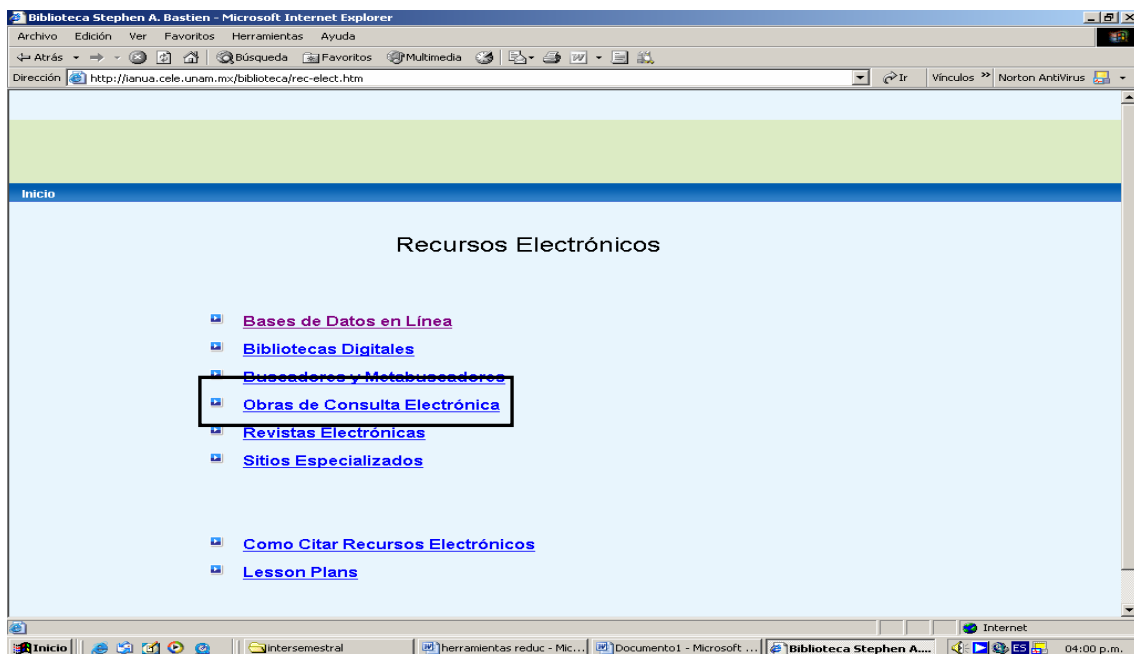 Biblioteca Stephen A. Bastien - Microsoft Internet Explorer
Archivo Edición Ver Favoritos Herramientas Ayuda
Atrás Búsqueda Favoritos Multimedia
Dirección http://ianua.cele.unam.mx/biblioteca/rec-elect.htm Ir Vínculos » Norton AntiVirus
Inicio
Recursos Electrónicos
Bases de Datos en Línea
Bibliotecas Digitales
Buscadores y Metabuscadores
Obras de Consulta Electrónica
Revistas Electrónicas
Sitios Especializados
Como Citar Recursos Electrónicos
Lesson Plans
Internet
Inicio intersemestral herramientas reduc - Mic... Documento1 - Microsoft ... Biblioteca Stephen A.... ES 04:00 p.m.